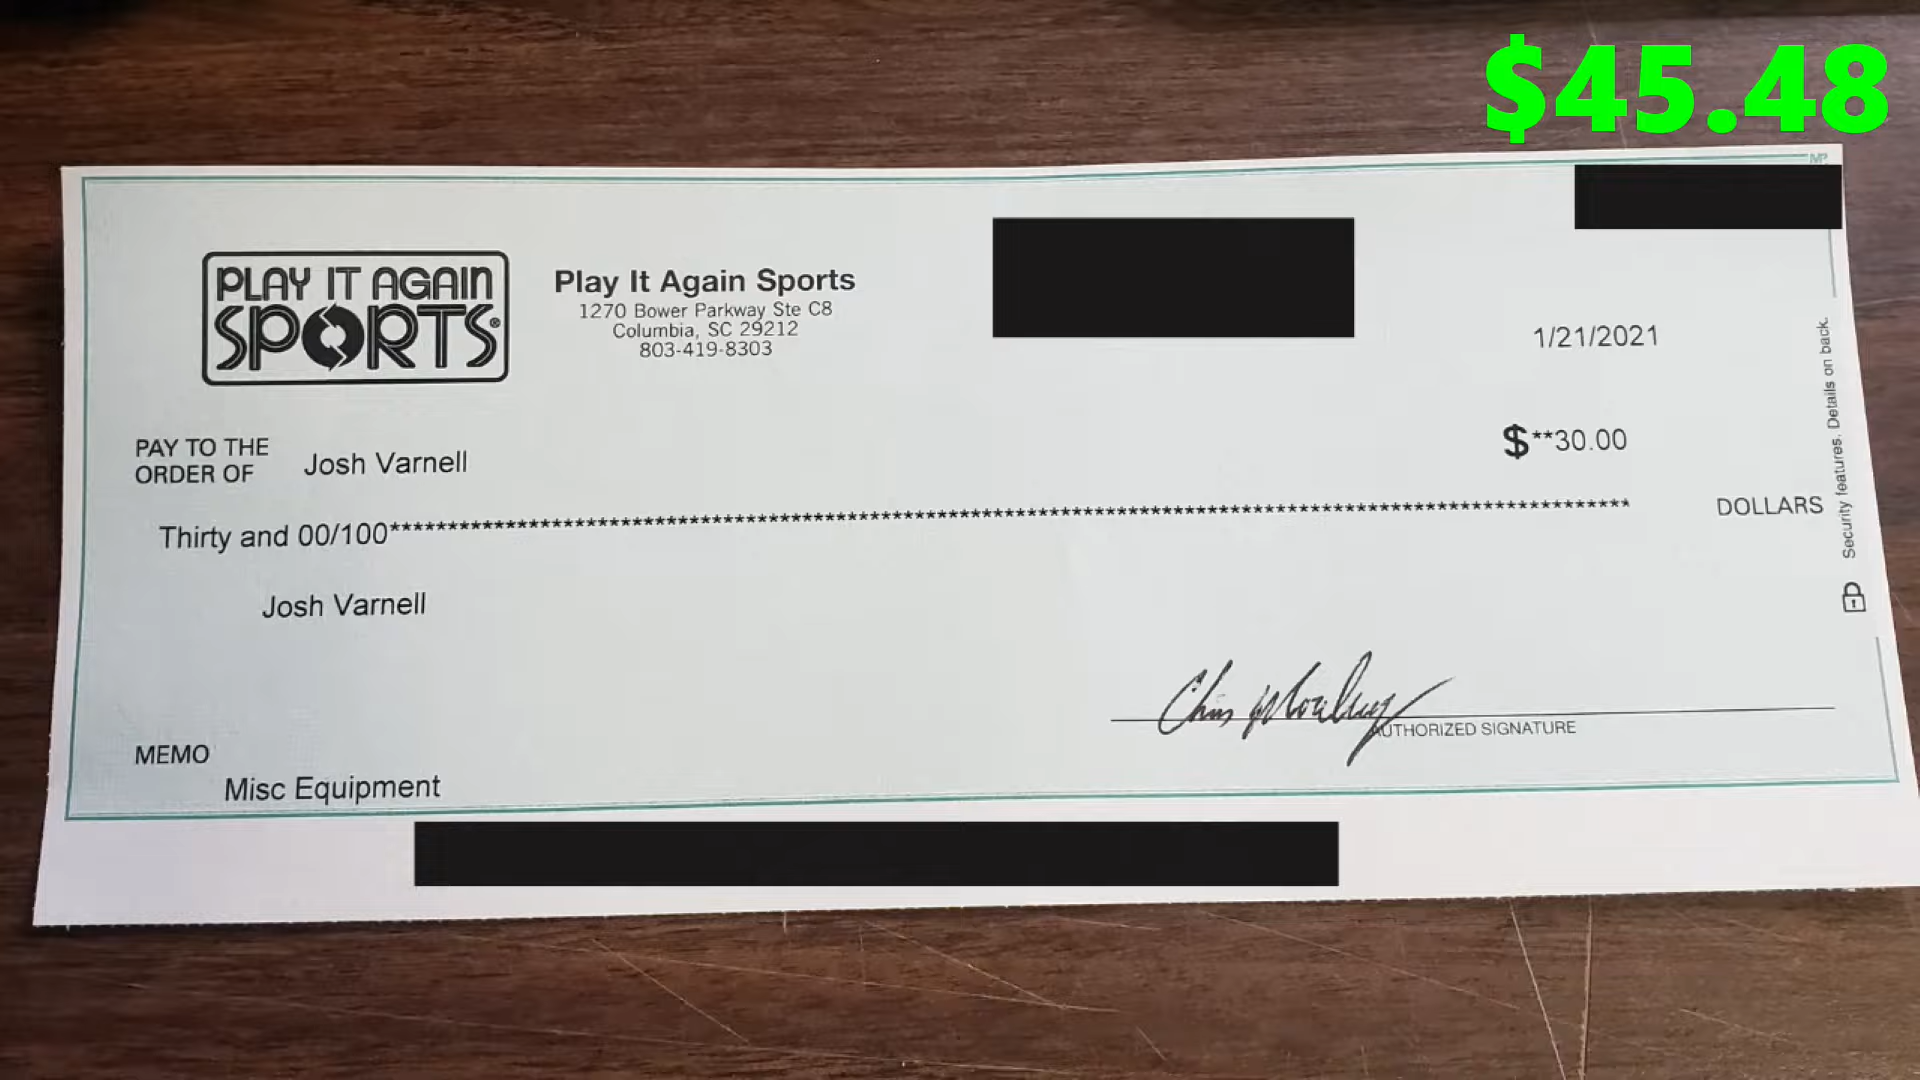 $45.48
MP
PLAY IT AGAIN
SPORTS®
Play It Again Sports
1270 Bower Parkway Ste C8
Columbia, SC 29212
803-419-8303
1/21/2021
PAY TO THE
ORDER OF
Josh Varnell
$**30.00
Thirty and 00/100**********************************************************************************************************
DOLLARS
Josh Varnell
Security features. Details on back.
Chris
AUTHORIZED SIGNATURE
MEMO
Misc Equipment